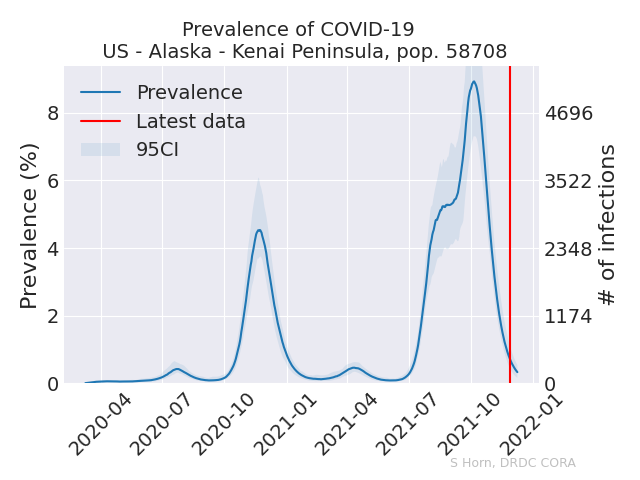 Prevalence of COVID-19
US - Alaska - Kenai Peninsula, pop. 58708
Prevalence
Latest data
95CI
Prevalence (%)
8
6
4
2
0
4696
3522
2348
1174
0
# of infections
2020-04
2020-07
2020-10
2021-01
2021-04
2021-07
2021-10
2022-01
S Horn, DRDC CORA